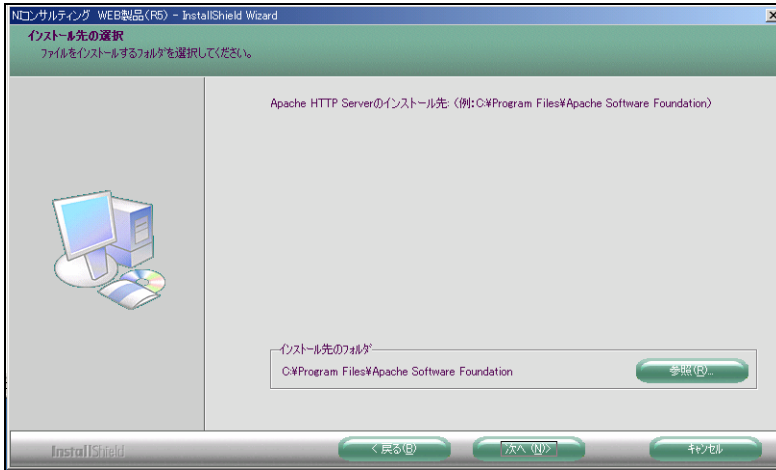 NIコンサルティング WEB製品(R5) - InstallShield Wizard
インストール先の選択
ファイルをインストールするフォルダを選択してください。
Apache HTTP Serverのインストール先: (例:C:¥Program Files¥Apache Software Foundation)
インストール先のフォルダ
C:¥Program Files¥Apache Software Foundation
参照(R)...
InstallShield
< 戻る(B)
次へ (N)>
キャンセル